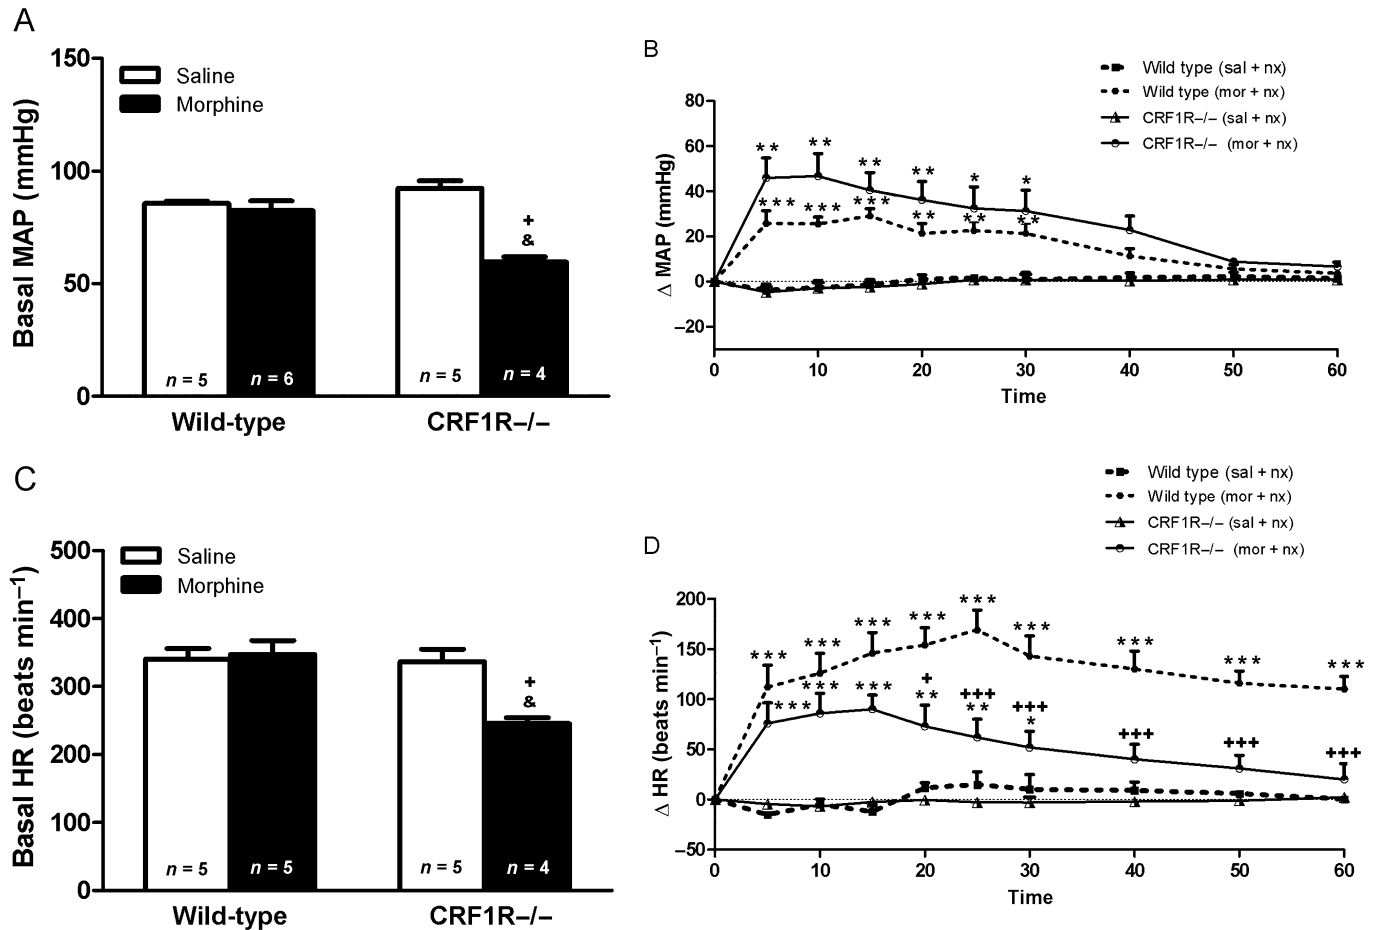 A
150
100
50
0
Basal MAP (mmHg)
Saline
Morphine
+
&
n = 5
n = 6
n = 5
n = 4
Wild-type
CRF1R–/–
B
Wild type (sal + nx)
Wild type (mor + nx)
CRF1R–/– (sal + nx)
CRF1R–/– (mor + nx)
80
60
40
20
0
–20
Δ MAP (mmHg)
** ** ** ** * *
*** *** *** ** ** **
0 10 20 30 40 50 60
Time
C
500
400
300
200
100
0
Basal HR (beats min–1)
Saline
Morphine
+
&
n = 5
n = 5
n = 5
n = 4
Wild-type
CRF1R–/–
D
Wild type (sal + nx)
Wild type (mor + nx)
CRF1R–/– (sal + nx)
CRF1R–/– (mor + nx)
200
150
100
50
0
–50
Δ HR (beats min–1)
*** *** *** *** *** *** *** *** ***
+ +++ +++ +++ +++ +++
*** *** *** ** ** *
0 10 20 30 40 50 60
Time